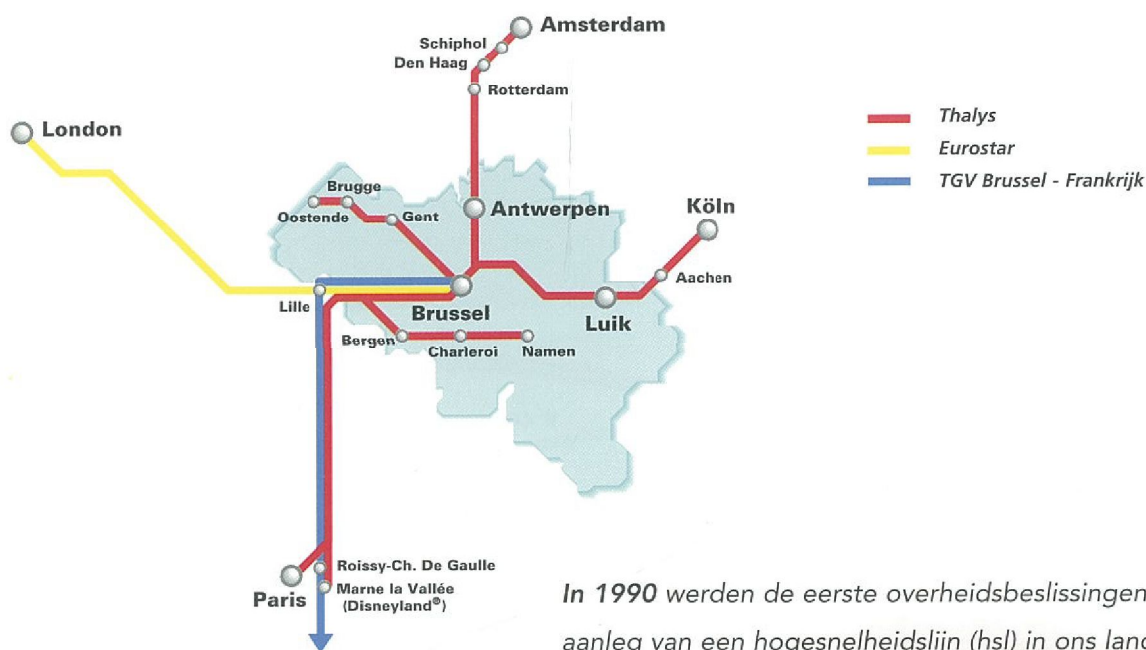 Amsterdam
Schiphol
Den Haag
Rotterdam
London
Thalys
Eurostar
TGV Brussel - Frankrijk
Brugge
Oostende
Gent
Antwerpen
Köln
Aachen
Lille
Brussel
Luik
Bergen
Charleroi
Namen
Roissy-Ch. De Gaulle
Marne la Vallée
(Disneyland®)
Paris
In 1990 werden de eerste overheidsbeslissingen
aanleg van een hogesnelheidslijn (hsl) in ons land